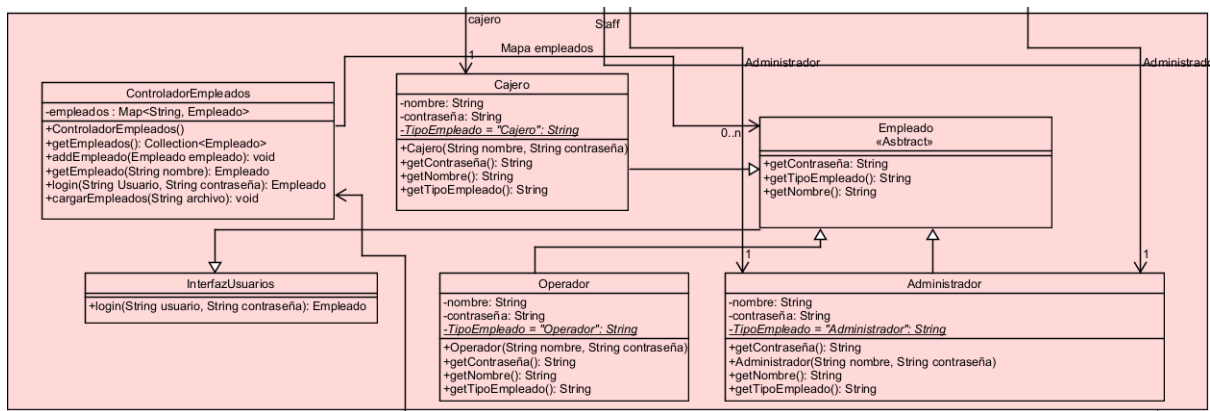 cajero
Staff
Mapa empleados
1
Administrador
Administrad
ControladorEmpleados
-empleados : Map<String, Empleado>
+ControladorEmpleados()
+getEmpleados(): Collection<Empleado>
+addEmpleado(Empleado empleado): void
+getEmpleado(String nombre): Empleado
+login(String Usuario, String contraseña): Empleado
+cargarEmpleados(String archivo): void
Cajero
-nombre: String
-contraseña: String
-TipoEmpleado = "Cajero": String
+Cajero(String nombre, String contraseña)
+getContraseña(): String
+getNombre(): String
+getTipoEmpleado(): String
0..n
Empleado
«Asbtract»
+getContraseña: String
+getTipoEmpleado(): String
+getNombre(): String
1
1
InterfazUsuarios
+login(String usuario, String contraseña): Empleado
Operador
-nombre: String
-contraseña: String
-TipoEmpleado = "Operador": String
+Operador(String nombre, String contraseña)
+getContraseña(): String
+getNombre(): String
+getTipoEmpleado(): String
Administrador
-nombre: String
-contraseña: String
-TipoEmpleado = "Administrador": String
+getContraseña(): String
+Administrador(String nombre, String contraseña)
+getNombre(): String
+getTipoEmpleado(): String